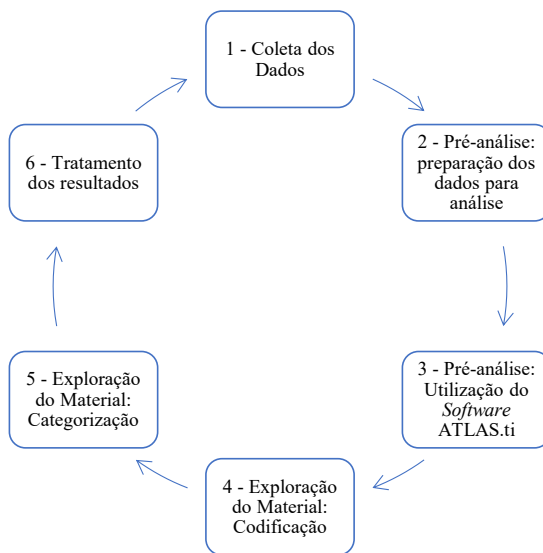 1 - Coleta dos
Dados
2 - Pré-análise:
preparação dos
dados para
análise
3 - Pré-análise:
Utilização do
Software
ATLAS.ti
4 - Exploração
do Material:
Codificação
5 - Exploração
do Material:
Categorização
6 - Tratamento
dos resultados